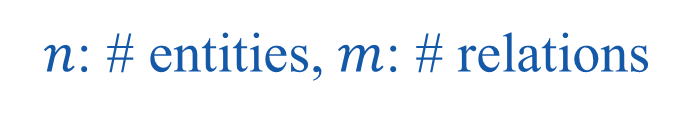 n: # entities, m: # relations